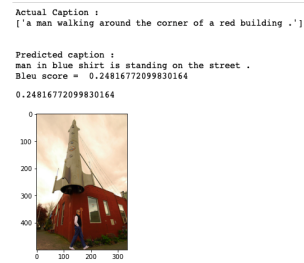 Actual Caption :
['a man walking around the corner of a red building .']
Predicted caption :
man in blue shirt is standing on the street .
Bleu score =  0.24816772099830164
0.24816772099830164
0
100
200
300
400
0 100 200 300